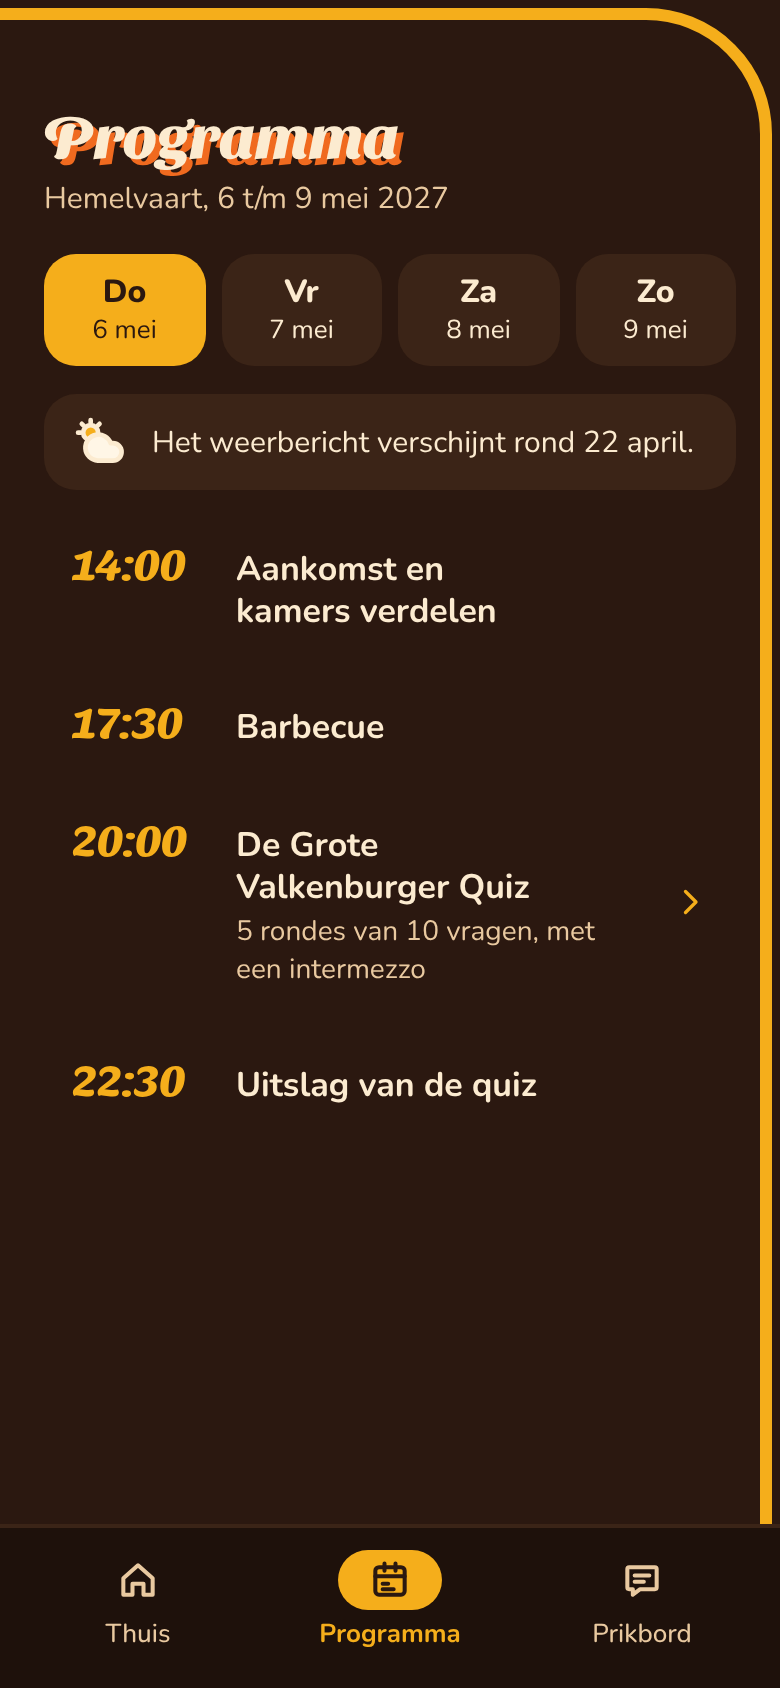 Programma
Hemelvaart, 6 t/m 9 mei 2027
Do
6 mei
Vr
7 mei
Za
8 mei
Zo
9 mei
Het weerbericht verschijnt rond 22 april.
14:00
Aankomst en
kamers verdelen
17:30
Barbecue
20:00
De Grote
Valkenburger Quiz
5 rondes van 10 vragen, met
een intermezzo
22:30
Uitslag van de quiz
Thuis
Programma
Prikbord